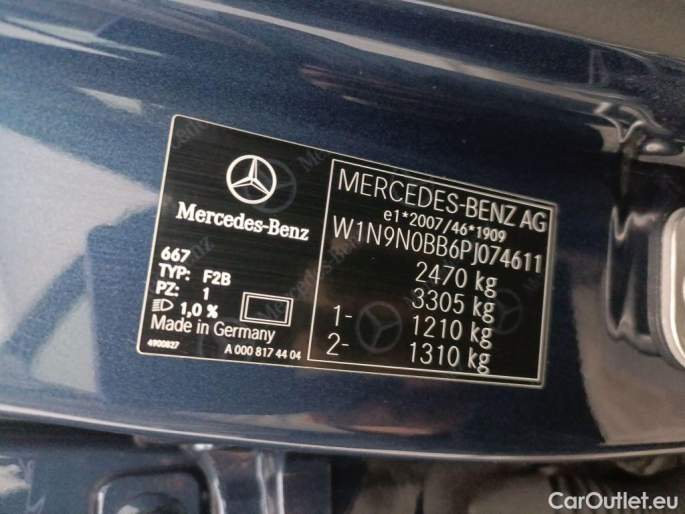 Mercedes-Benz
667
TYP: F2B
PZ: 1
1,0 %
Made in Germany
4900827
A 000 817 44 04
MERCEDES-BENZ AG
e1*2007/46*1909
W1N9N0BB6PJ074611
2470 kg
3305 kg
1- 1210 kg
2- 1310 kg
CarOutlet.eu